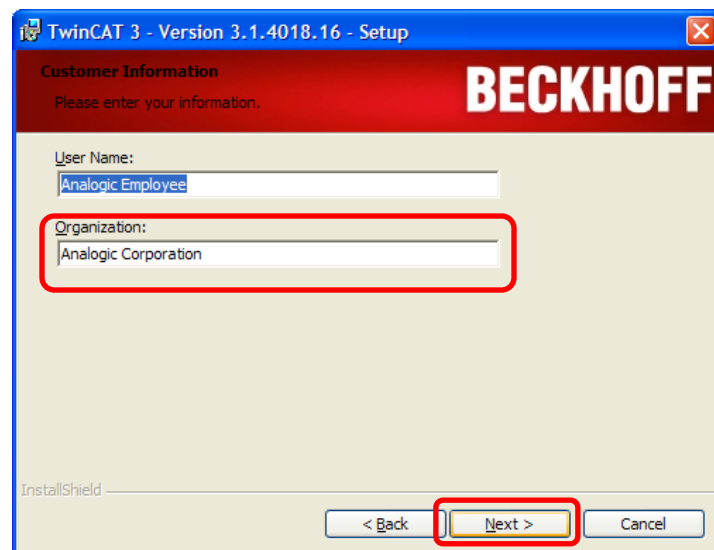 TwinCAT 3 - Version 3.1.4018.16 - Setup
Customer Information
Please enter your information.
BECKHOFF
User Name:
Analogic Employee
Organization:
Analogic Corporation
InstallShield
< Back
Next >
Cancel